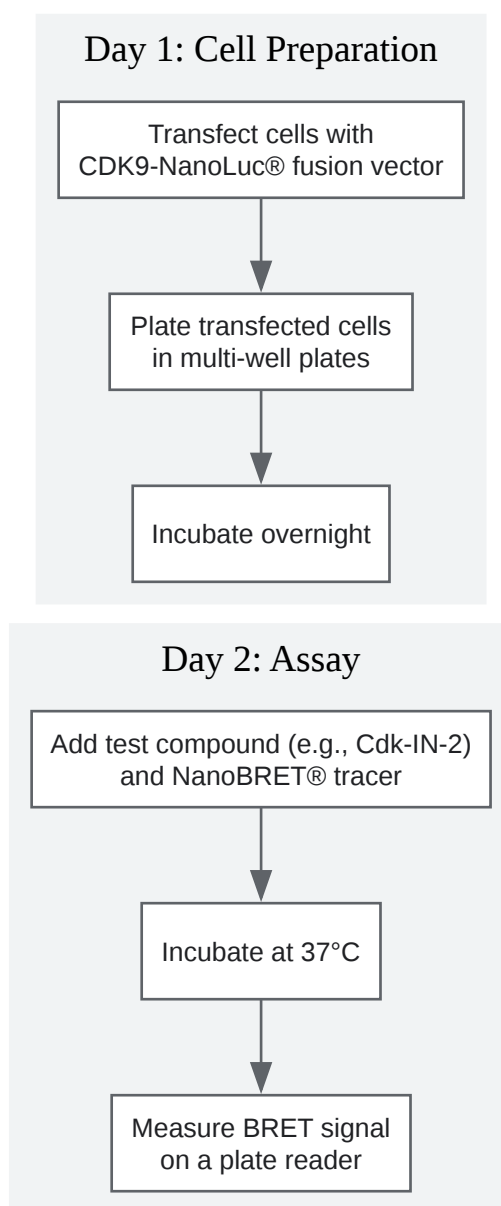 Day 1: Cell Preparation
Transfect cells with
CDK9-NanoLuc® fusion vector
Plate transfected cells
in multi-well plates
Incubate overnight
Day 2: Assay
Add test compound (e.g., Cdk-IN-2)
and NanoBRET® tracer
Incubate at 37°C
Measure BRET signal
on a plate reader